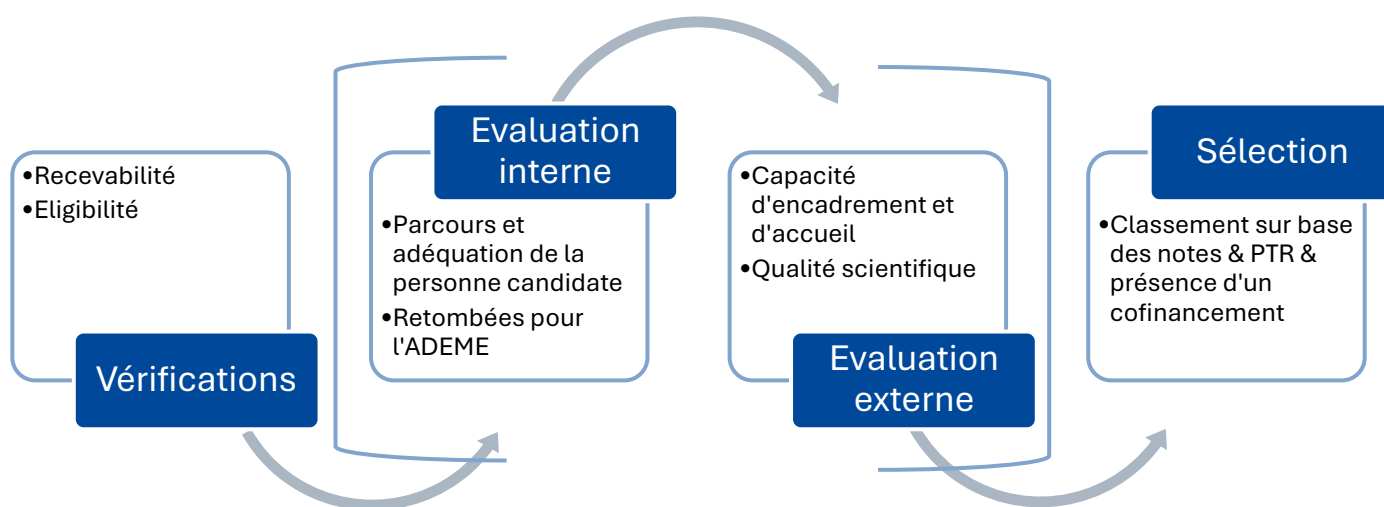 •Recevabilité
•Eligibilité
Vérifications
Evaluation
interne
•Parcours et
adéquation de la
personne candidate
•Retombées pour
l'ADEME
•Capacité
d'encadrement et
d'accueil
•Qualité scientifique
Evaluation
externe
Sélection
•Classement sur base
des notes & PTR &
présence d'un
cofinancement